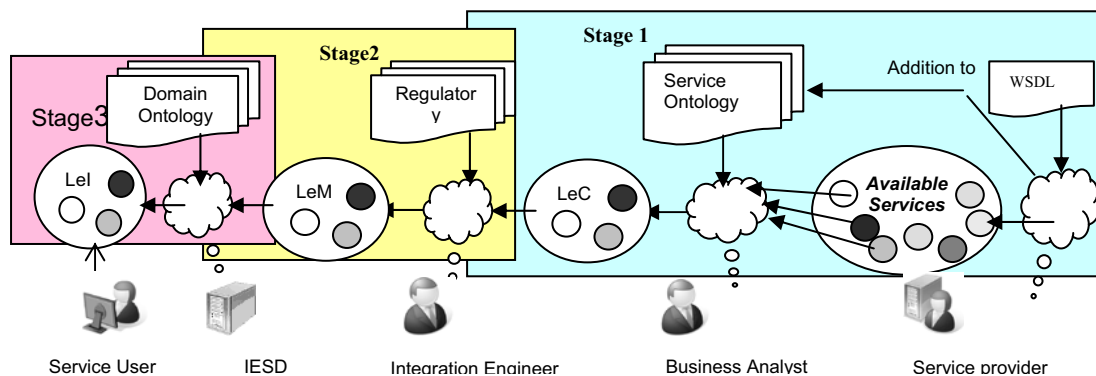 Stage 1
Stage2
Stage3
Domain
Ontology
Regulator
y
Service
Ontology
Addition to
WSDL
LeI
LeM
LeC
Available
Services
Service User
IESD
Integration Engineer
Business Analyst
Service provider